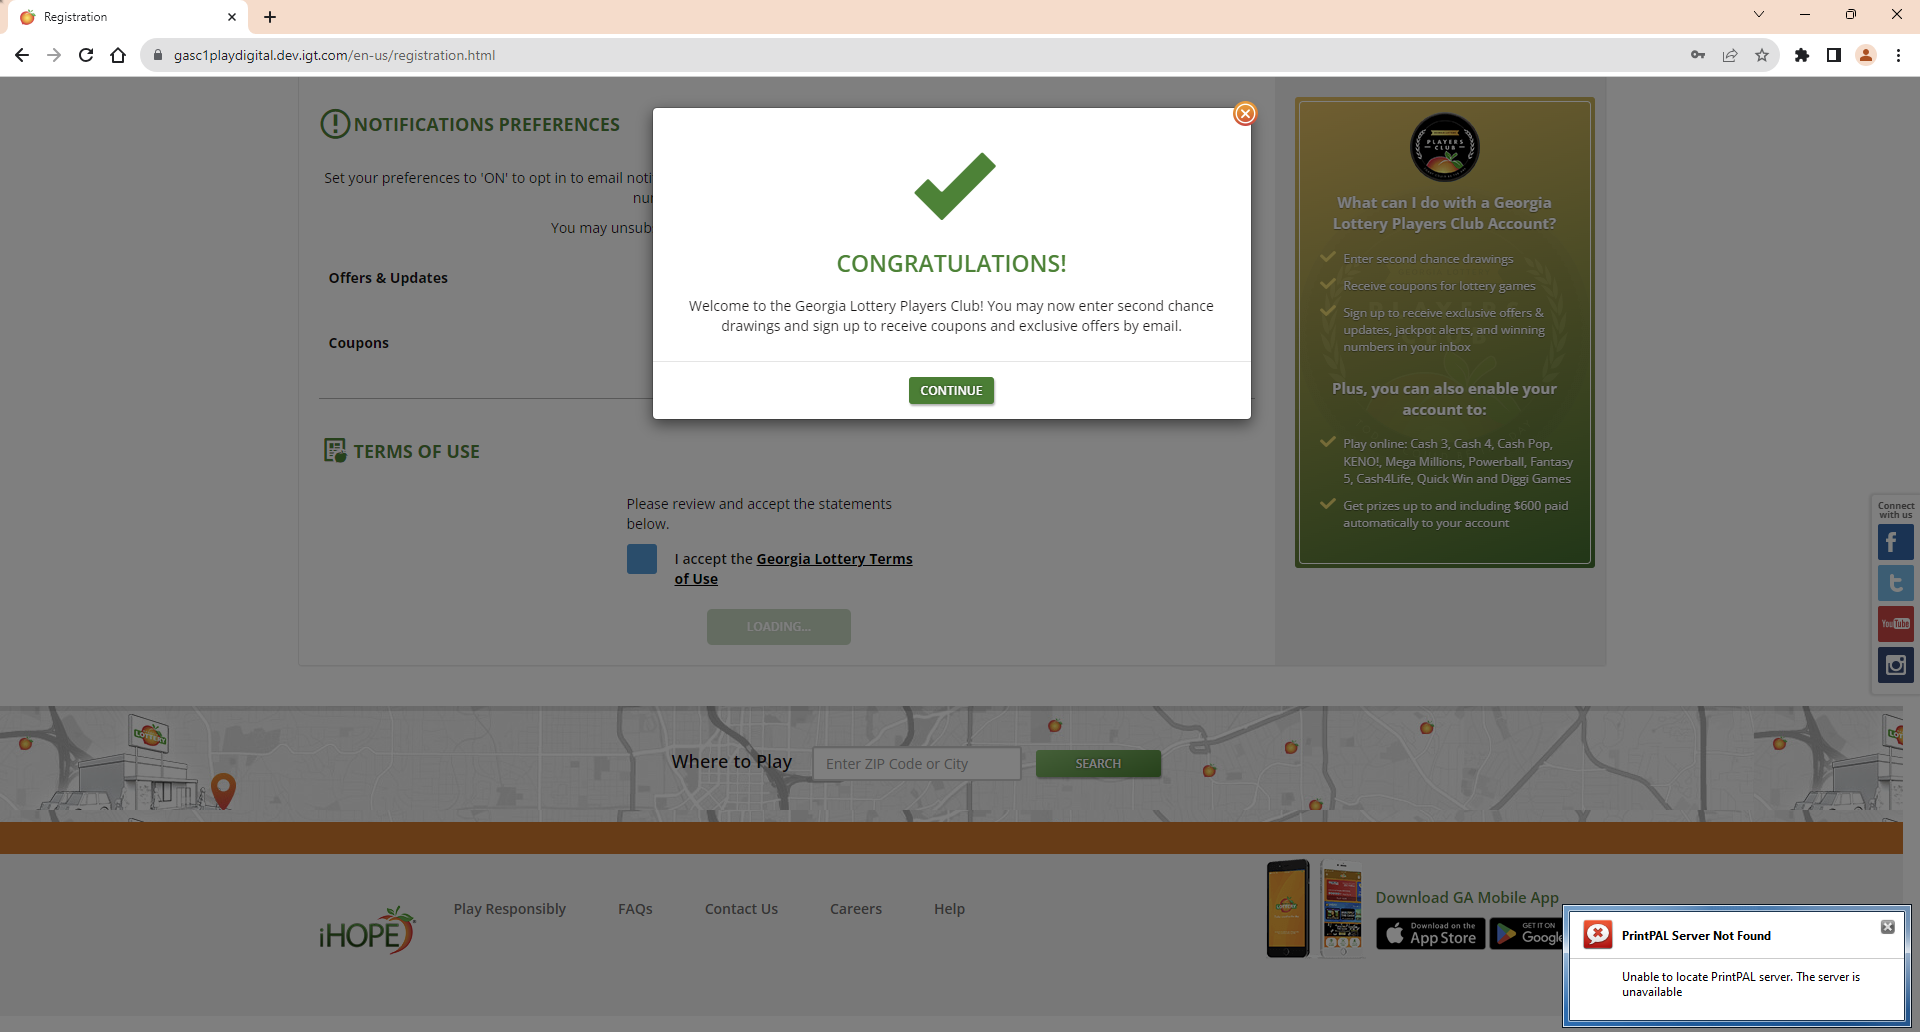 Registration
gasc1playdigital.dev.igt.com/en-us/registration.html
NOTIFICATIONS PREFERENCES
Set your preferences to 'ON' to opt in to email
You may
Offers & Updates
Coupons
CONGRATULATIONS!
Welcome to the Georgia Lottery Players Club! You may now enter second chance
drawings and sign up to receive coupons and exclusive offers by email.
CONTINUE
TERMS OF USE
Please review and accept the statements
below.
I accept the Georgia Lottery Terms
of Use
LOADING...
PLAYERS
CLUB
What can I do with a Georgia
Lottery Players Club Account?
Enter second chance drawings
Receive coupons for lottery games
Sign up to receive exclusive offers &
updates, jackpot alerts, and winning
numbers in your inbox
Plus, you can also enable your
account to:
Play online: Cash 3, Cash 4, Cash Pop,
KENO!, Mega Millions, Powerball, Fantasy
5, Cash4Life, Quick Win and Diggi Games
Get prizes up to and including $600 paid
automatically to your account
Connect
with us
YouTube
LOTTERY
Where to Play
Enter ZIP Code or City
SEARCH
iHOPE
Play Responsibly
FAQs
Contact Us
Careers
Help
Download GA Mobile App
Download on the
App Store
GET IT ON
Google
PrintPAL Server Not Found
Unable to locate PrintPAL server. The server is
unavailable